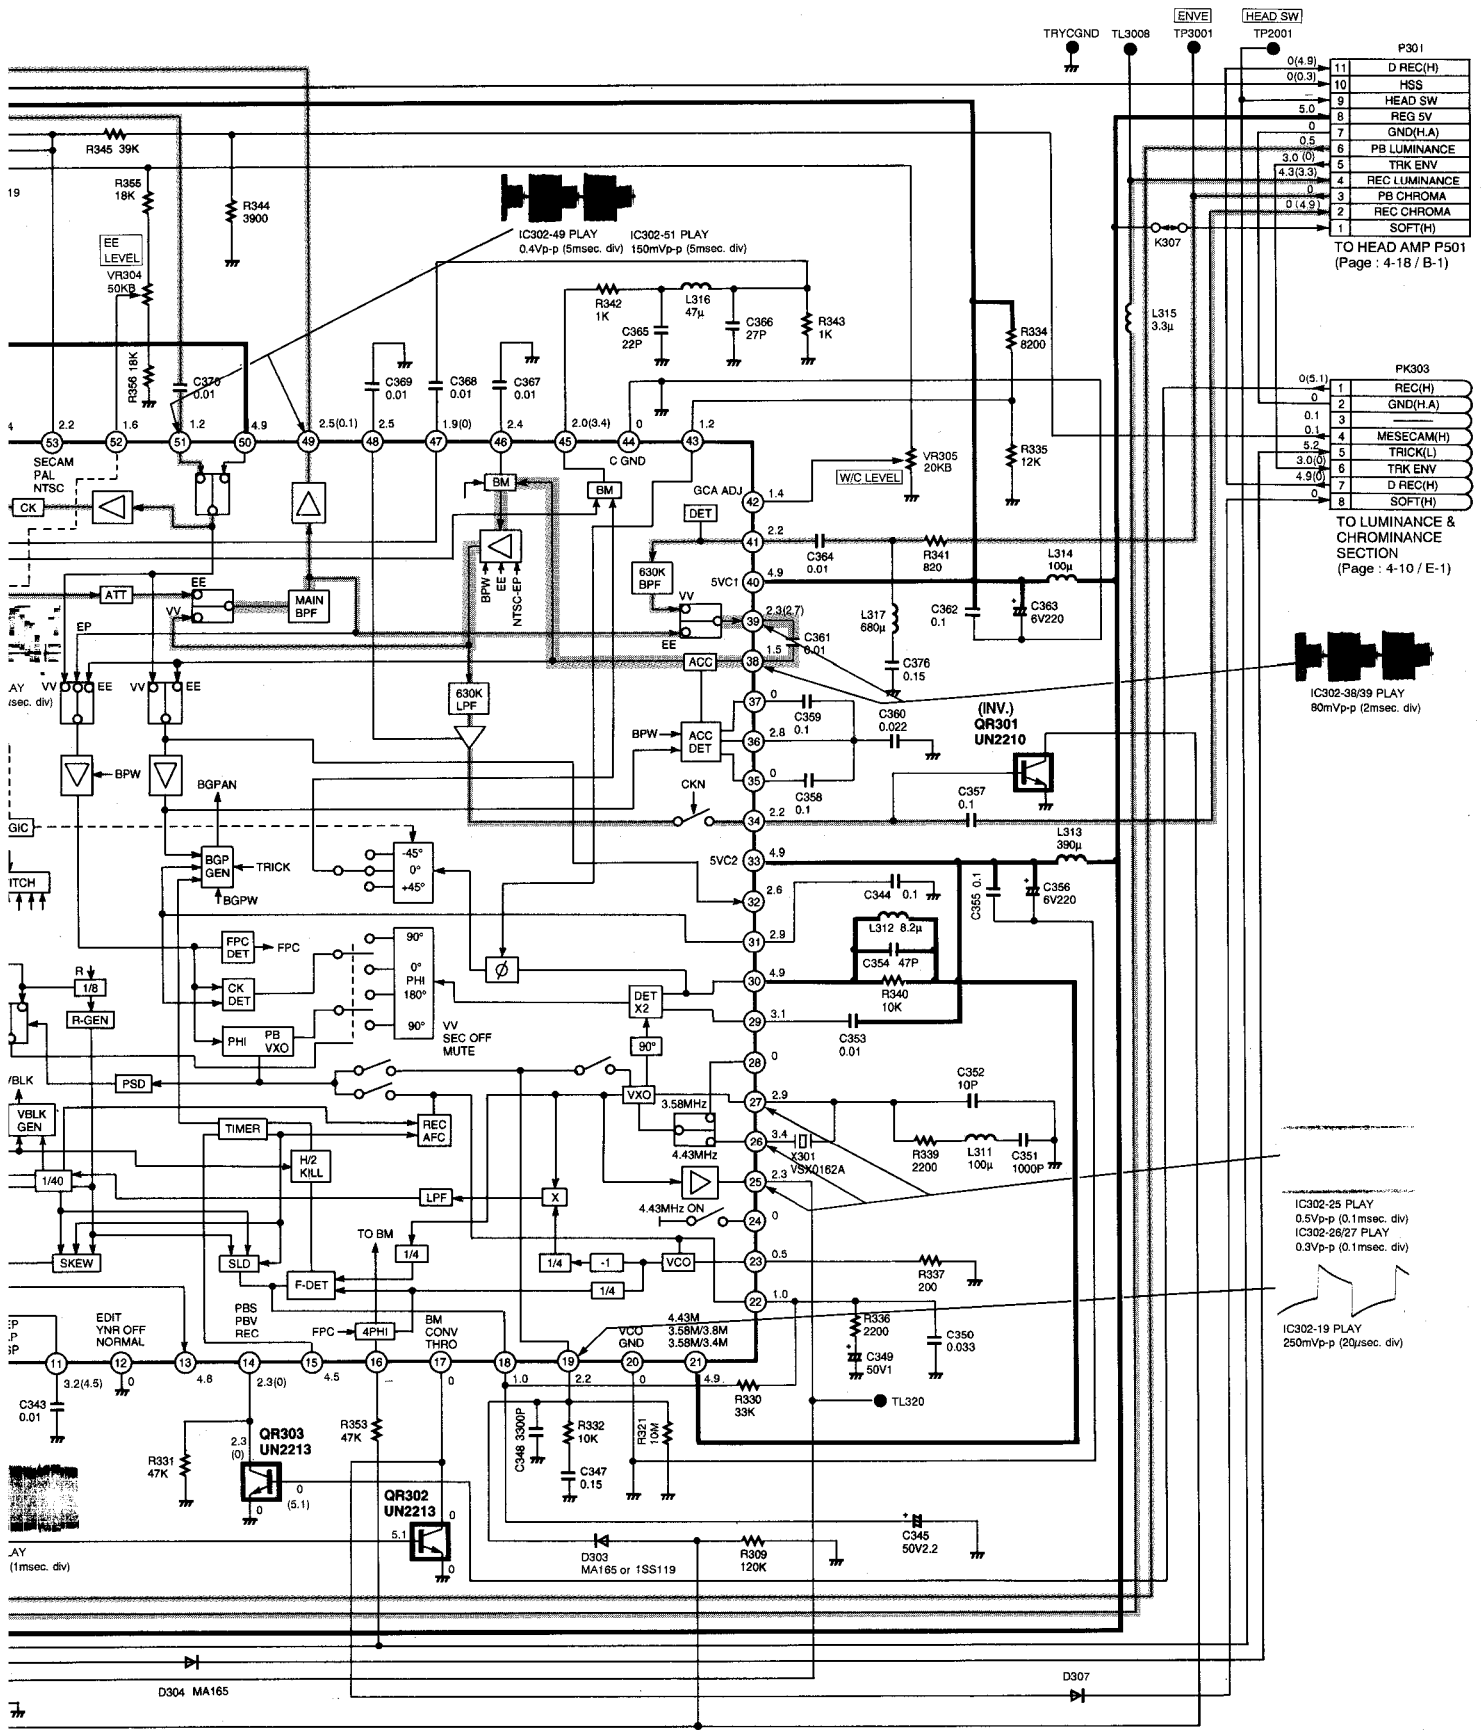 ENVE
HEAD SW
TRYCGND
TL3008
TP3001
TP2001
P301
0(4.9) 11 D REC(H)
0(0.3) 10 HSS
9 HEAD SW
5.0 8 REG 5V
0 7 GND(H.A)
0.5 6 PB LUMINANCE
3.0 (0) 5 TRK ENV
4.3(3.3) 4 REC LUMINANCE
0 3 PB CHROMA
0 (4.9) 2 REC CHROMA
1 SOFT(H)
TO HEAD AMP P501
(Page : 4-18 / B-1)
K307
R345 39K
R355
18K
R344
3900
19
EE
LEVEL
VR304
50KB
R356 18K
C370
0.01
IC302-49 PLAY
0.4Vp-p (5msec. div)
IC302-51 PLAY
150mVp-p (5msec. div)
R342
1K
L316
47μ
C365
22P
C366
27P
R343
1K
R334
8200
L315
3.3μ
C369
0.01
C368
0.01
C367
0.01
PK303
0(5.1) 1 REC(H)
0 2 GND(H.A)
0.1 3
0.1 4 MESECAM(H)
5.2 5 TRICK(L)
3.0(0) 6 TRK ENV
4.9(0) 7 D REC(H)
0 8 SOFT(H)
TO LUMINANCE &
CHROMINANCE
SECTION
(Page : 4-10 / E-1)
4
53 2.2
52 1.6
51 1.2
50 4.9
49 2.5(0.1)
48 2.5
47 1.9(0)
46 2.4
45 2.0(3.4)
44 0
43 1.2
C GND
SECAM
PAL
NTSC
CK
BM
BM
VR305
20KB
W/C LEVEL
R335
12K
GCA ADJ
42 1.4
DET
41 2.2
C364
0.01
R341
820
L314
100μ
630K
BPF
5VC1
40 4.9
BPW
EE
NTSC-EP
ATT
EE
VV
MAIN
BPF
EP
VV
EE
39 2.3(2.7)
C361
0.01
38 1.5
ACC
L317
680μ
C362
0.1
C363
6V220
C376
0.15
IC302-38/39 PLAY
80mVp-p (2msec. div)
AY
VV
EE
VV
EE
630K
LPF
37 0
C359
0.1
C360
0.022
BPW
ACC
DET
36 2.8
35 0
C358
0.1
(INV.)
QR301
UN2210
BPW
BGPAN
CKN
34 2.2
C357
0.1
GIC
L313
390μ
BGP
GEN
TRICK
BGPW
-45°
0°
+45°
5VC2
33 4.9
ITCH
32 2.6
C344
0.1
C355 0.1
C356
6V220
L312 8.2μ
31 2.9
C354 47P
FPC
DET
FPC
90°
0°
PHI
180°
90°
Ø
30 4.9
R340
10K
R
1/8
CK
DET
DET
X2
29 3.1
C353
0.01
R-GEN
PHI PB
VXO
VV
SEC OFF
MUTE
90°
28 0
PSD
VXO
3.58MHz
27 2.9
C352
10P
/BLK
VBLK
GEN
TIMER
REC
AFC
26 3.4
X301
VSX0162A
R339
2200
L311
100μ
C351
1000P
H/2
KILL
4.43MHz
1/40
LPF
X
25 2.3
IC302-25 PLAY
0.5Vp-p (0.1msec. div)
IC302-26/27 PLAY
0.3Vp-p (0.1msec. div)
TO BM
4.43MHz ON
24 0
1/4
SKEW
SLD
F-DET
1/4
-1
VCO
23 0.5
R337
200
1/4
22 1.0
EDIT
YNR OFF
NORMAL
PBS
PBV
REC
FPC
4PHI
BM
CONV
THRO
VCO
GND
4.43M
3.58M/3.8M
3.58M/3.4M
R336
2200
C350
0.033
C349
50V1
IC302-19 PLAY
250mVp-p (20μsec. div)
11 3.2(4.5)
12 0
13 4.8
14 2.3(0)
15 4.5
16
17 0
18 1.0
19 2.2
20 0
21 4.9
C343
0.01
R330
33K
TL320
R331
47K
2.3
(0)
QR303
UN2213
0
(5.1)
0
R353
47K
C348 3300P
R332
10K
C347
0.15
R321
10M
QR302
UN2213
5.1
0
0
D303
MA165 or 1SS119
R309
120K
C345
50V2.2
(1msec. div)
D304 MA165
D307